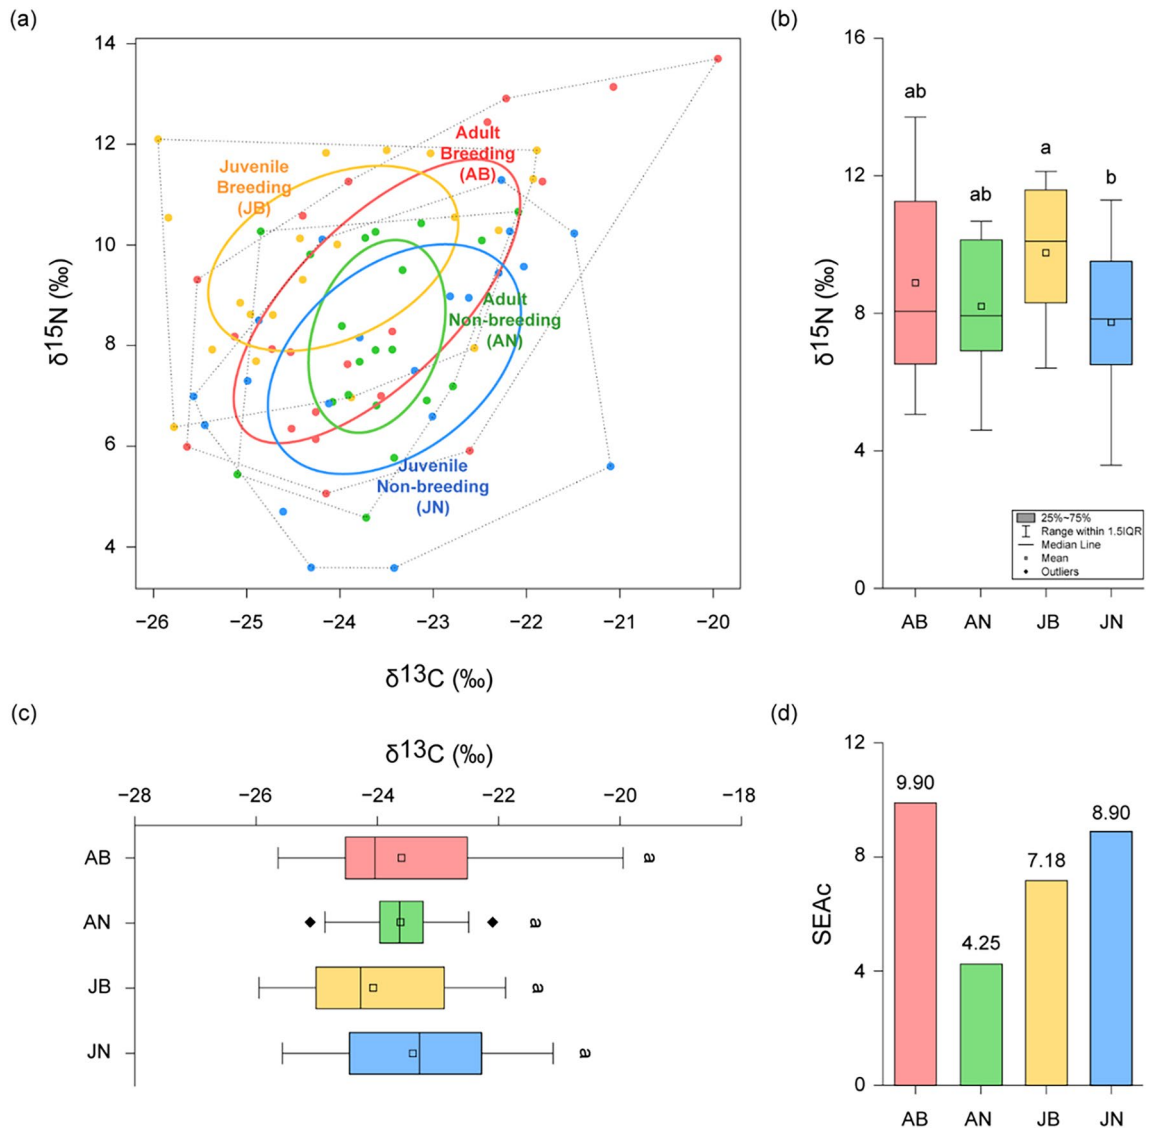 (a)
14
12
10
8
6
4
δ15N (‰)
Juvenile
Breeding
(JB)
Adult
Breeding
(AB)
Adult
Non-breeding
(AN)
Juvenile
Non-breeding
(JN)
−26 −25 −24 −23 −22 −21 −20
δ13C (‰)
(b)
16
12
8
4
0
δ15N (‰)
ab
ab
a
b
25%~75%
Range within 1.5IQR
Median Line
Mean
Outliers
AB AN JB JN
(c)
δ13C (‰)
−28 −26 −24 −22 −20 −18
AB a
AN a
JB a
JN a
(d)
12
8
4
0
SEAc
9.90
4.25
7.18
8.90
AB AN JB JN